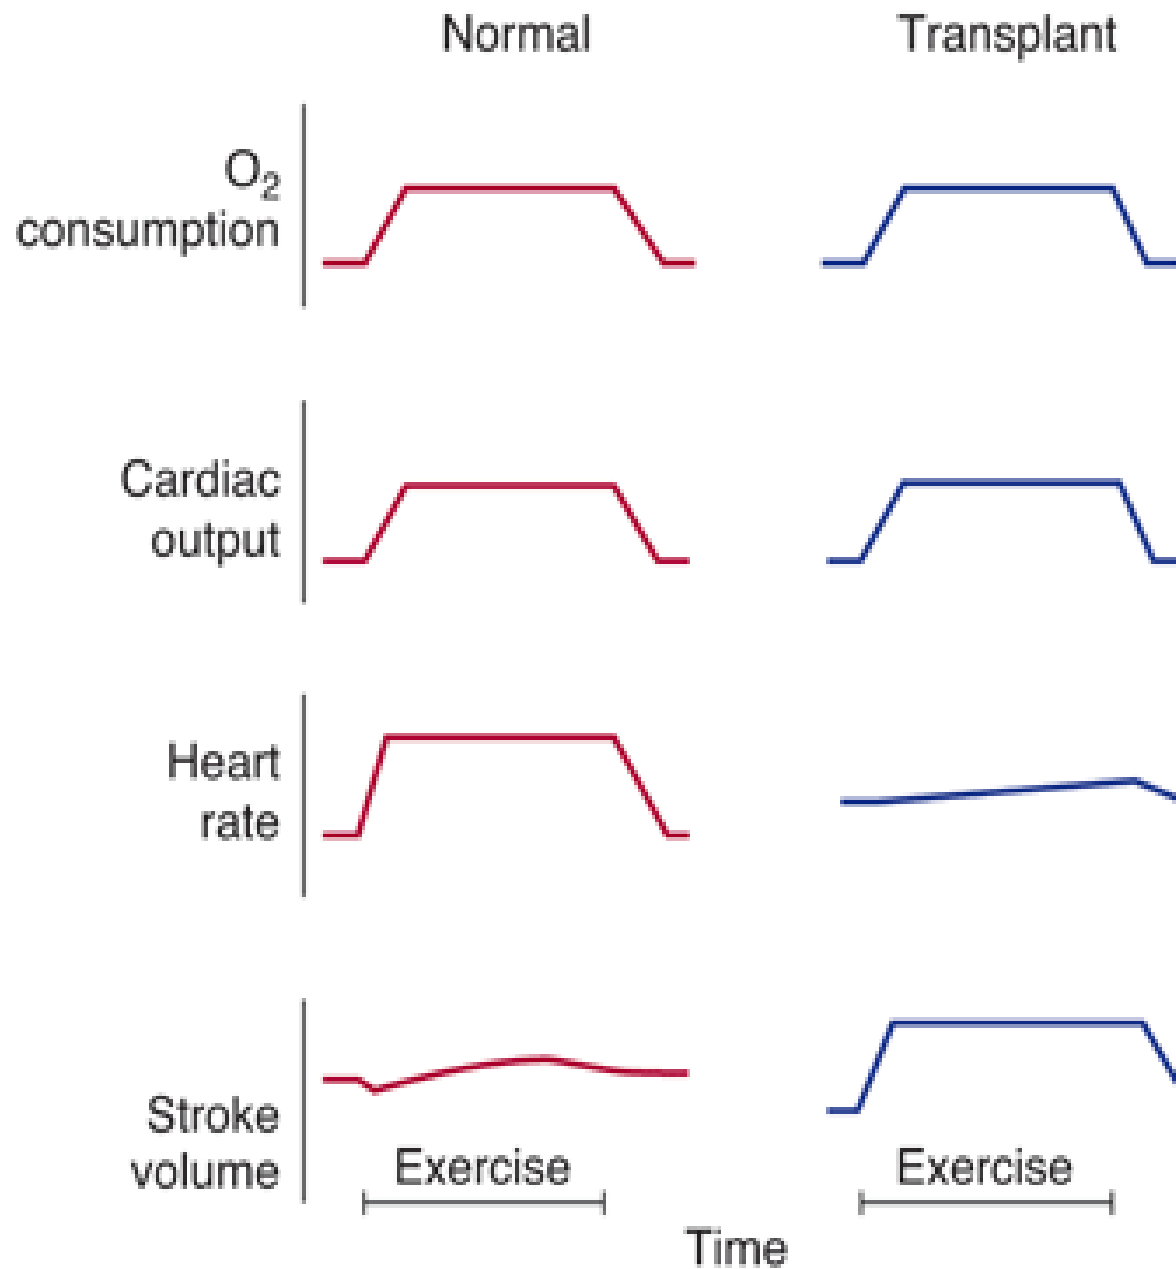 Normal Transplant
O₂
consumption
Cardiac
output
Heart
rate
Stroke
volume
Exercise Exercise
Time